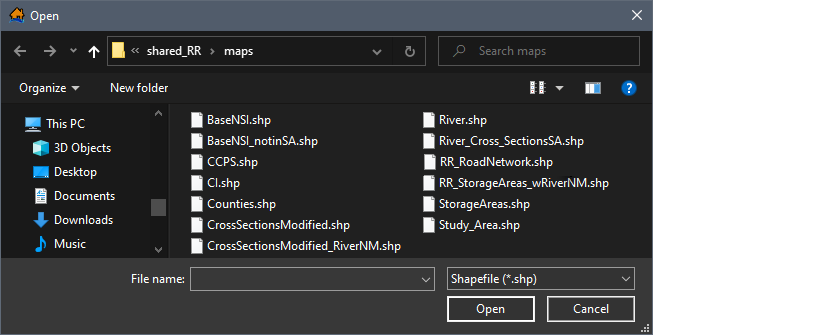 Open
shared_RR
maps
Search maps
Organize
New folder
This PC
3D Objects
Desktop
Documents
Downloads
Music
BaseNSI.shp
BaseNSI_notinSA.shp
CCPS.shp
CI.shp
Counties.shp
CrossSectionsModified.shp
CrossSectionsModified_RiverNM.shp
River.shp
River_Cross_SectionsSA.shp
RR_RoadNetwork.shp
RR_StorageAreas_wRiverNM.shp
StorageAreas.shp
Study_Area.shp
File name:
Shapefile (*.shp)
Open
Cancel